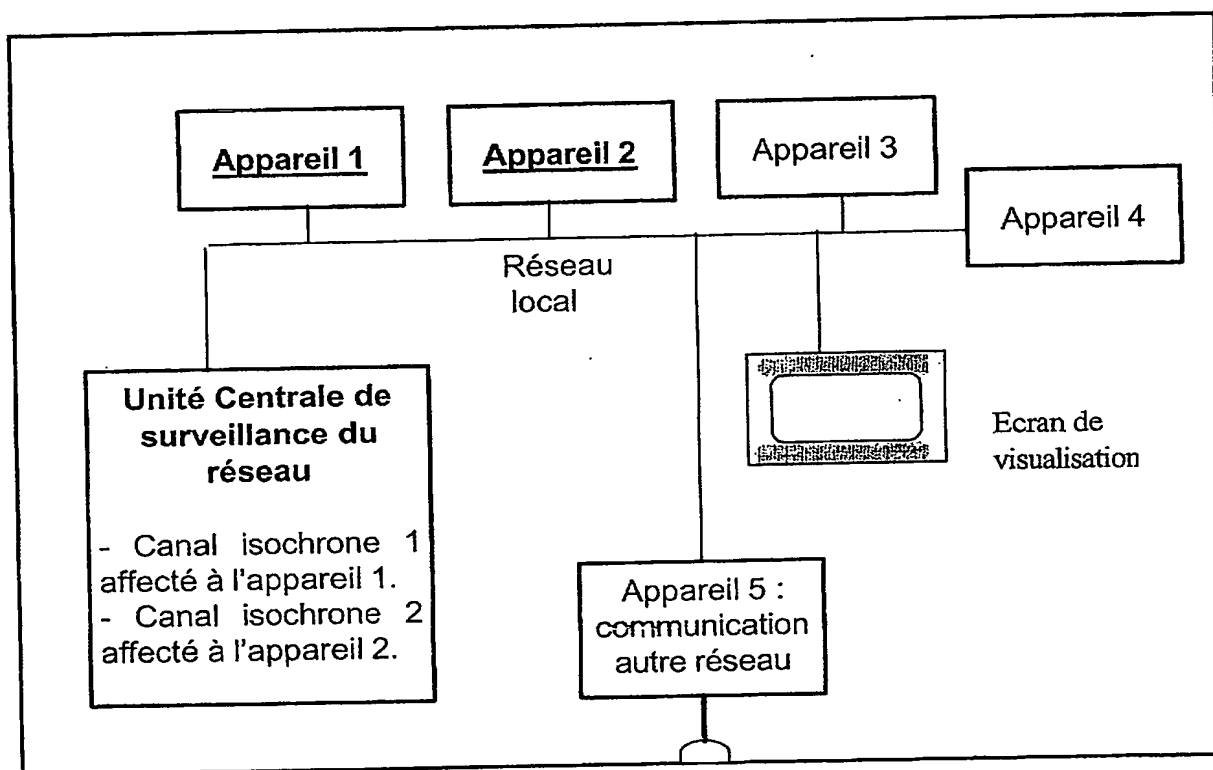 Appareil 1
Appareil 2
Appareil 3
Appareil 4
Réseau
local
Unité Centrale de
surveillance du
réseau
- Canal isochrone 1
affecté à l'appareil 1.
- Canal isochrone 2
affecté à l'appareil 2.
Ecran de
visualisation
Appareil 5 :
communication
autre réseau